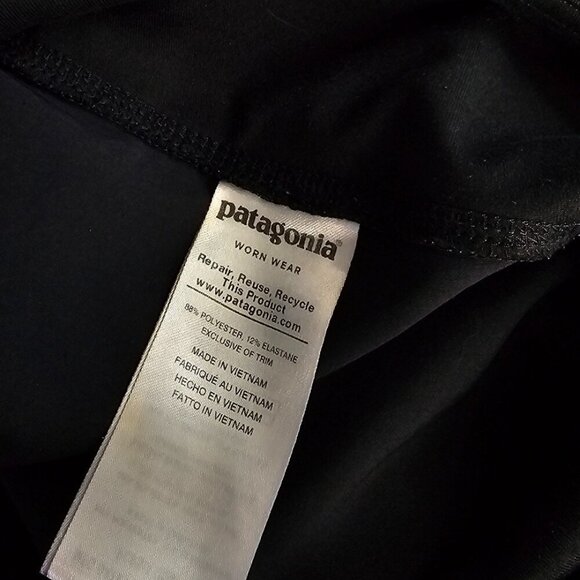 patagonia®
WORN WEAR
Repair, Reuse, Recycle
This Product
www.patagonia.com
88% POLYESTER, 12% ELASTANE
EXCLUSIVE OF TRIM
MADE IN VIETNAM
FABRIQUÉ AU VIETNAM
HECHO EN VIETNAM
FATTO IN VIETNAM